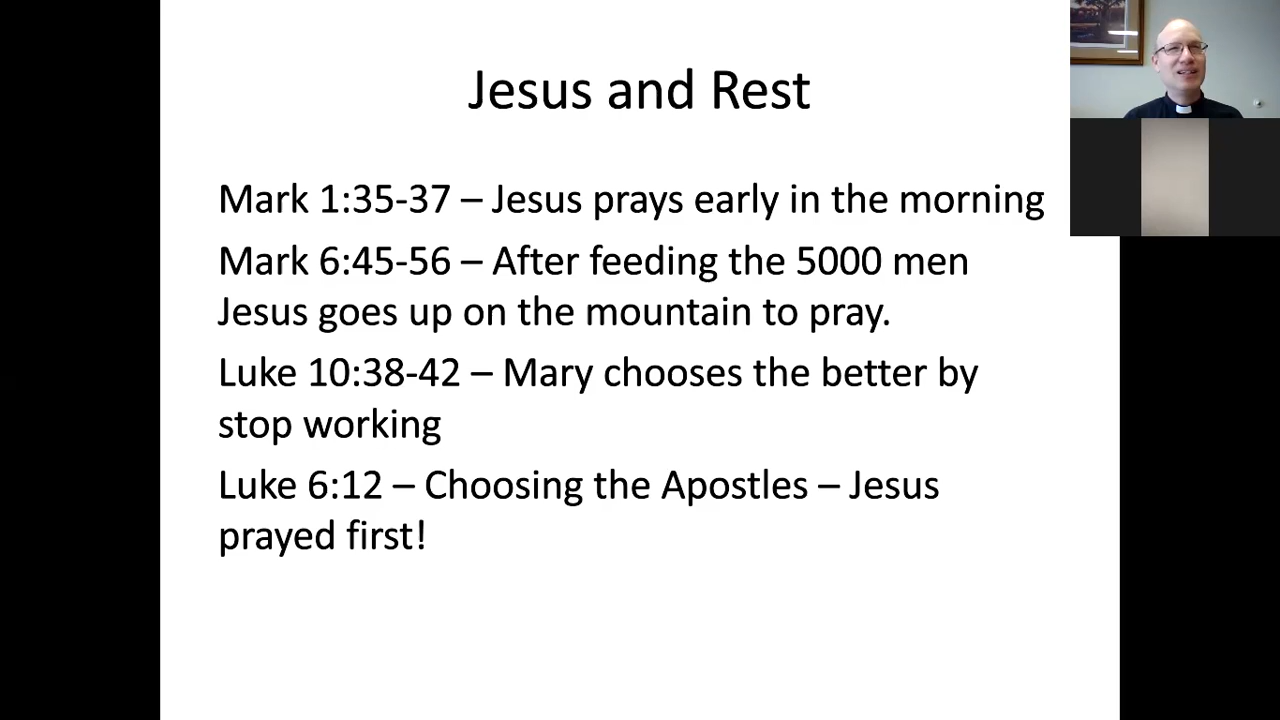 Jesus and Rest
Mark 1:35-37 – Jesus prays early in the morning
Mark 6:45-56 – After feeding the 5000 men
Jesus goes up on the mountain to pray.
Luke 10:38-42 – Mary chooses the better by
stop working
Luke 6:12 – Choosing the Apostles – Jesus
prayed first!